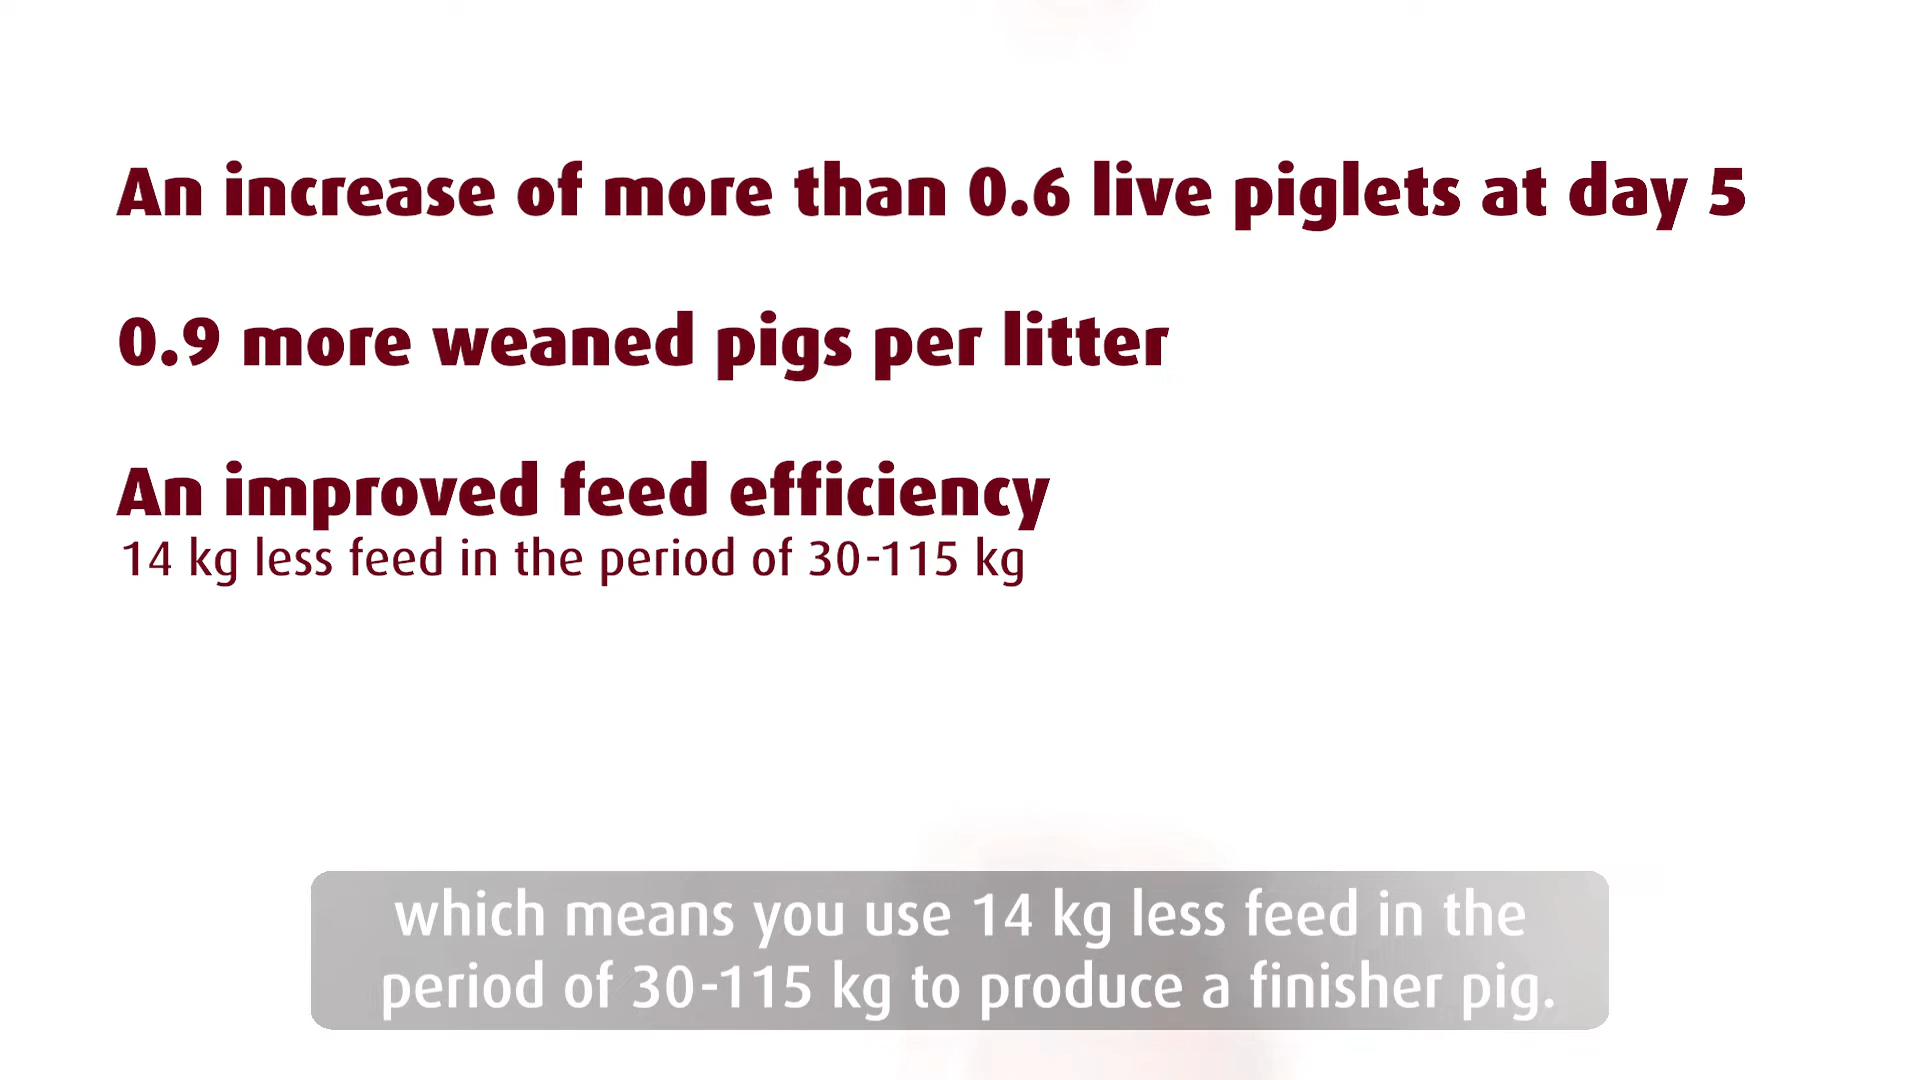 An increase of more than 0.6 live piglets at day 5
0.9 more weaned pigs per litter
An improved feed efficiency
14 kg less feed in the period of 30-115 kg
which means you use 14 kg less feed in the
period of 30-115 kg to produce a finisher pig.